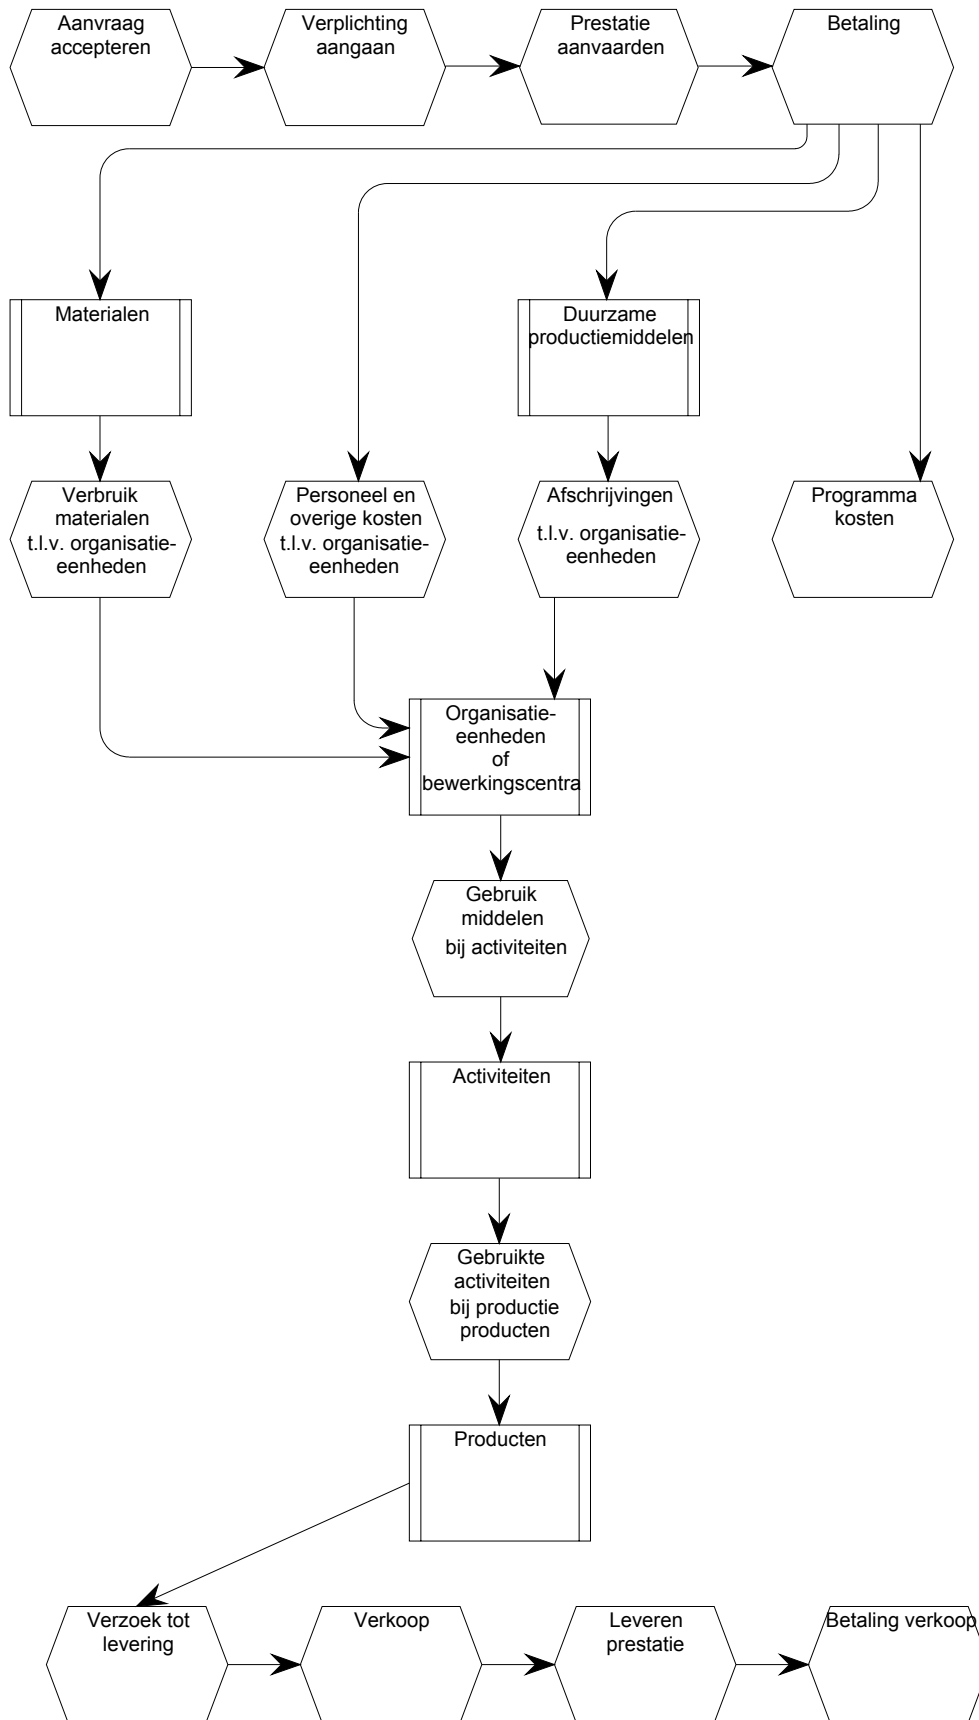 Aanvraag
accepteren
Verplichting
aangaan
Prestatie
aanvaarden
Betaling
Materialen
Duurzame
productiemiddelen
Verbruik
materialen
t.l.v. organisatie-
eenheden
Personeel en
overige kosten
t.l.v. organisatie-
eenheden
Afschrijvingen
t.l.v. organisatie-
eenheden
Programma
kosten
Organisatie-
eenheden
of
bewerkingscentra
Gebruik
middelen
bij activiteiten
Activiteiten
Gebruikte
activiteiten
bij productie
producten
Producten
Verzoek tot
levering
Verkoop
Leveren
prestatie
Betaling verkoop